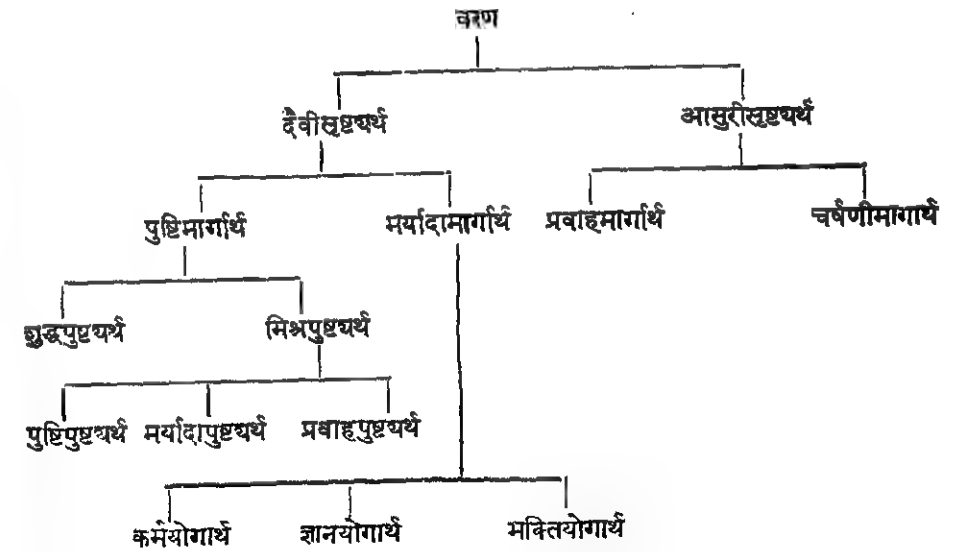 वरण
दैवीसृष्ट्यर्थ आसुरीसृष्ट्यर्थ
पुष्टिमार्गार्थ मर्यादामार्गार्थ प्रवाहमार्गार्थ चर्षणीमागार्थ
शुद्धपुष्ट्यर्थ मिश्रपुष्ट्यर्थ
पुष्टिपुष्ट्यर्थ मर्यादापुष्ट्यर्थ प्रवाहपुष्ट्यर्थ
कर्मयोगार्थ ज्ञानयोगार्थ भक्तियोगार्थ